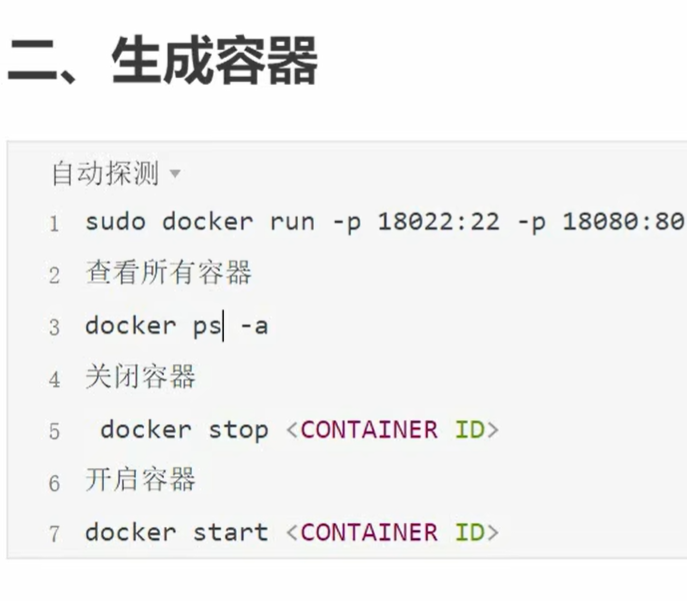 二、生成容器
自动探测
1 sudo docker run -p 18022:22 -p 18080:80
2 查看所有容器
3 docker ps -a
4 关闭容器
5 docker stop <CONTAINER ID>
6 开启容器
7 docker start <CONTAINER ID>